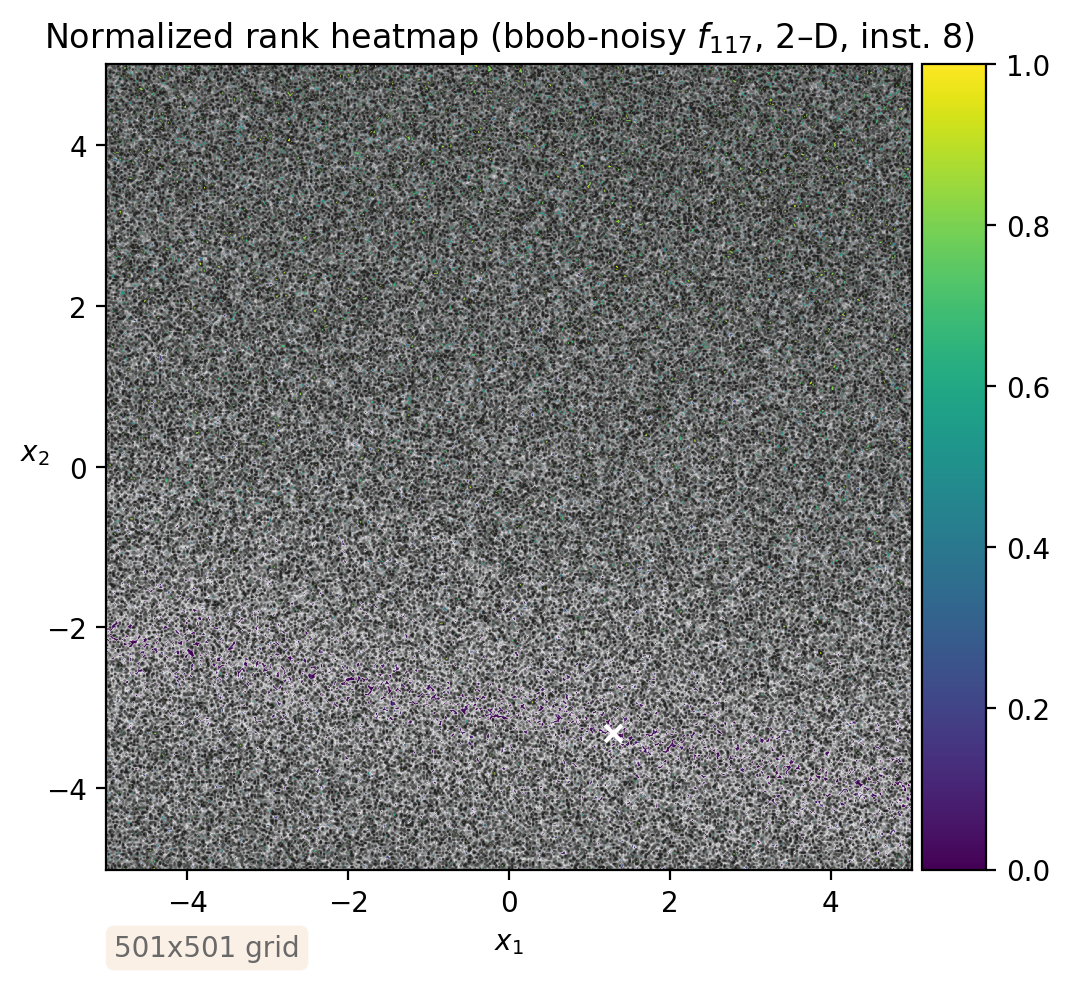 Normalized rank heatmap (bbob-noisy f117, 2–D, inst. 8)
1.0
0.8
0.6
0.4
0.2
0.0
4
2
0
−2
−4
x2
−4 −2 0 2 4
x1
501x501 grid